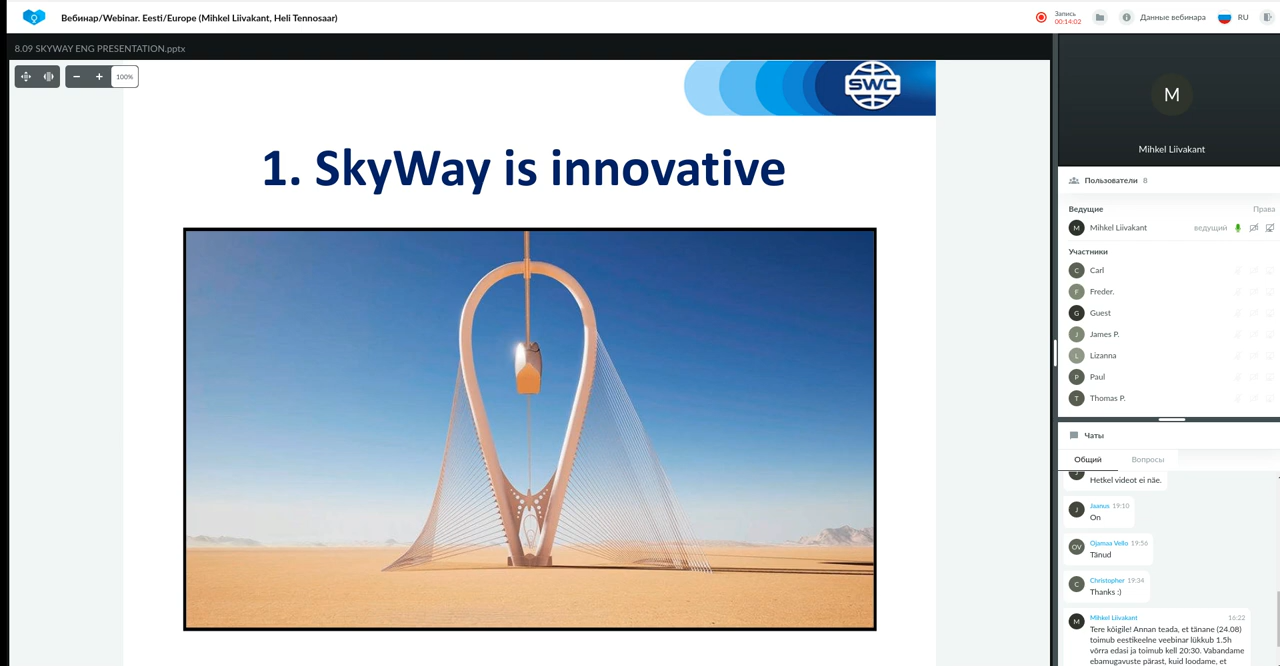 Вебинар/Webinar. Eesti/Europe (Mihkel Liivakant, Heli Tennosaar)
Запись
00:14:02
Данные вебинара
RU
8.09 SKYWAY ENG PRESENTATION.pptx
100%
SWC
1. SkyWay is innovative
M
Mihkel Liivakant
Пользователи 8
Ведущие Права
M Mihkel Liivakant ведущий
Участники
C Carl
F Freder.
G Guest
J James P.
L Lizanna
P Paul
T Thomas P.
Чаты
Общий Вопросы
Hetkel videot ei näe.
J Jaanus 19:10
On
OV Ojamaa Vello 19:56
Tänud
C Christopher 19:34
Thanks :)
M Mihkel Liivakant 16:22
Tere kõigile! Annan teada, et tänane (24.08)
toimub eestikeelne veebinar lükkub 1.5h
võrra edasi ja toimub kell 20:30. Vabandame
ebamugavuste pärast, kuid loodame, et